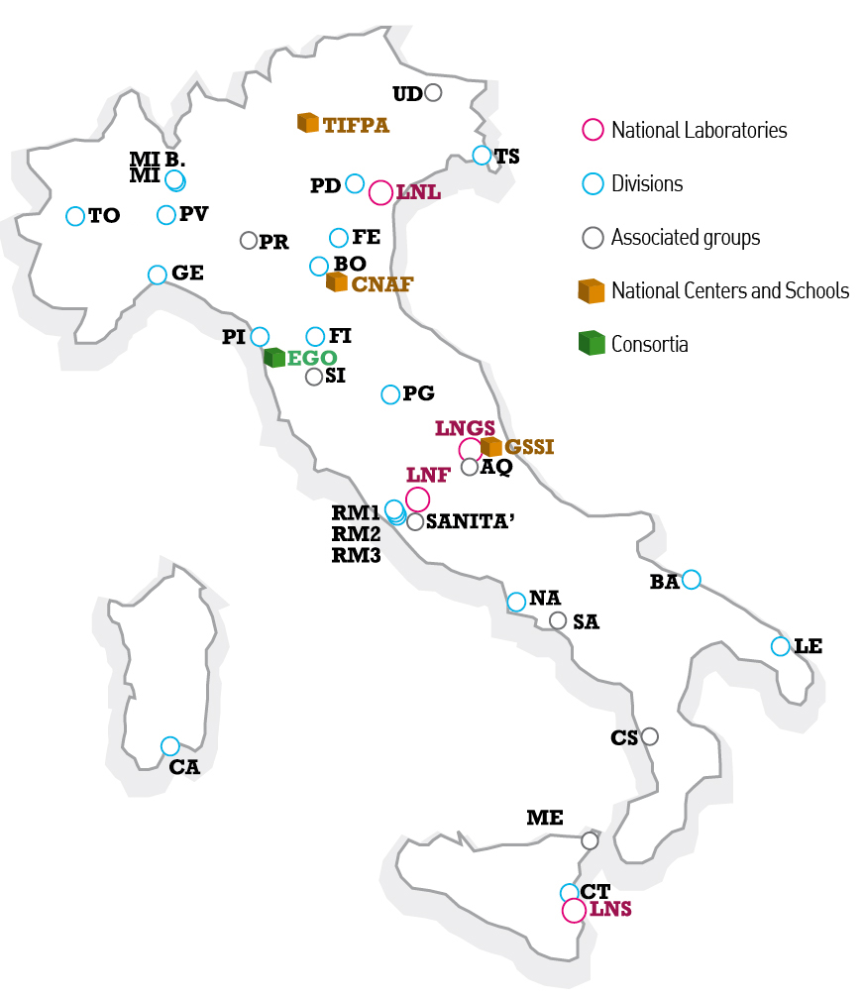 UD
National Laboratories
TIFPA
TS
MI B.
MI
PD
LNL
Divisions
TO
PV
PR
FE
Associated groups
BO
GE
CNAF
National Centers and Schools
PI
FI
EGO
Consortia
SI
PG
LNGS
GSSI
AQ
LNF
RM1
SANITA’
RM2
RM3
BA
NA
SA
LE
CS
CA
ME
CT
LNS